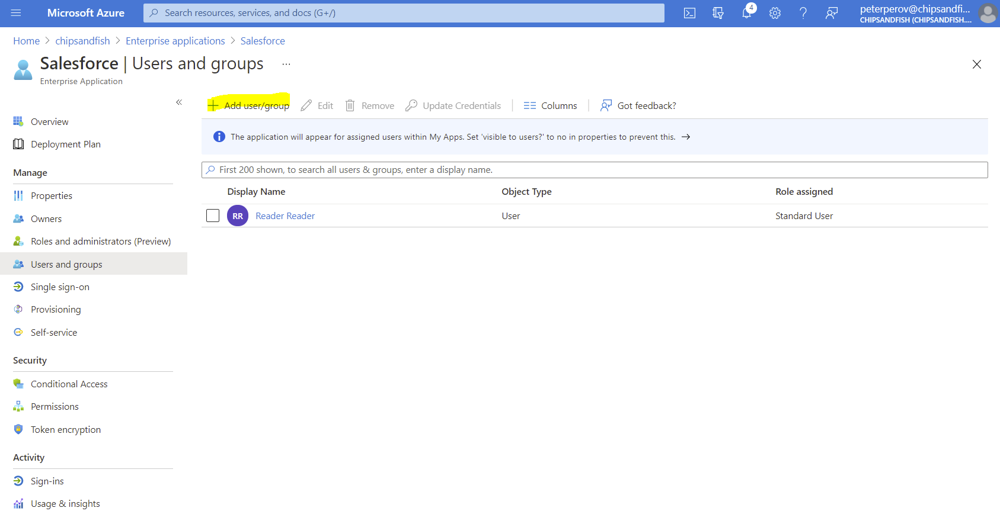 Microsoft Azure
Search resources, services, and docs (G+/)
4
peterperov@chipsandfi...
CHIPSANDFISH (CHIPSANDFISH....
Home > chipsandfish > Enterprise applications > Salesforce
Salesforce | Users and groups ...
Enterprise Application
«
Add user/group
Edit
Remove
Update Credentials
Columns
Got feedback?
The application will appear for assigned users within My Apps. Set 'visible to users?' to no in properties to prevent this. →
First 200 shown, to search all users & groups, enter a display name.
Display Name Object Type Role assigned
RR Reader Reader User Standard User
Overview
Deployment Plan
Manage
Properties
Owners
Roles and administrators (Preview)
Users and groups
Single sign-on
Provisioning
Self-service
Security
Conditional Access
Permissions
Token encryption
Activity
Sign-ins
Usage & insights